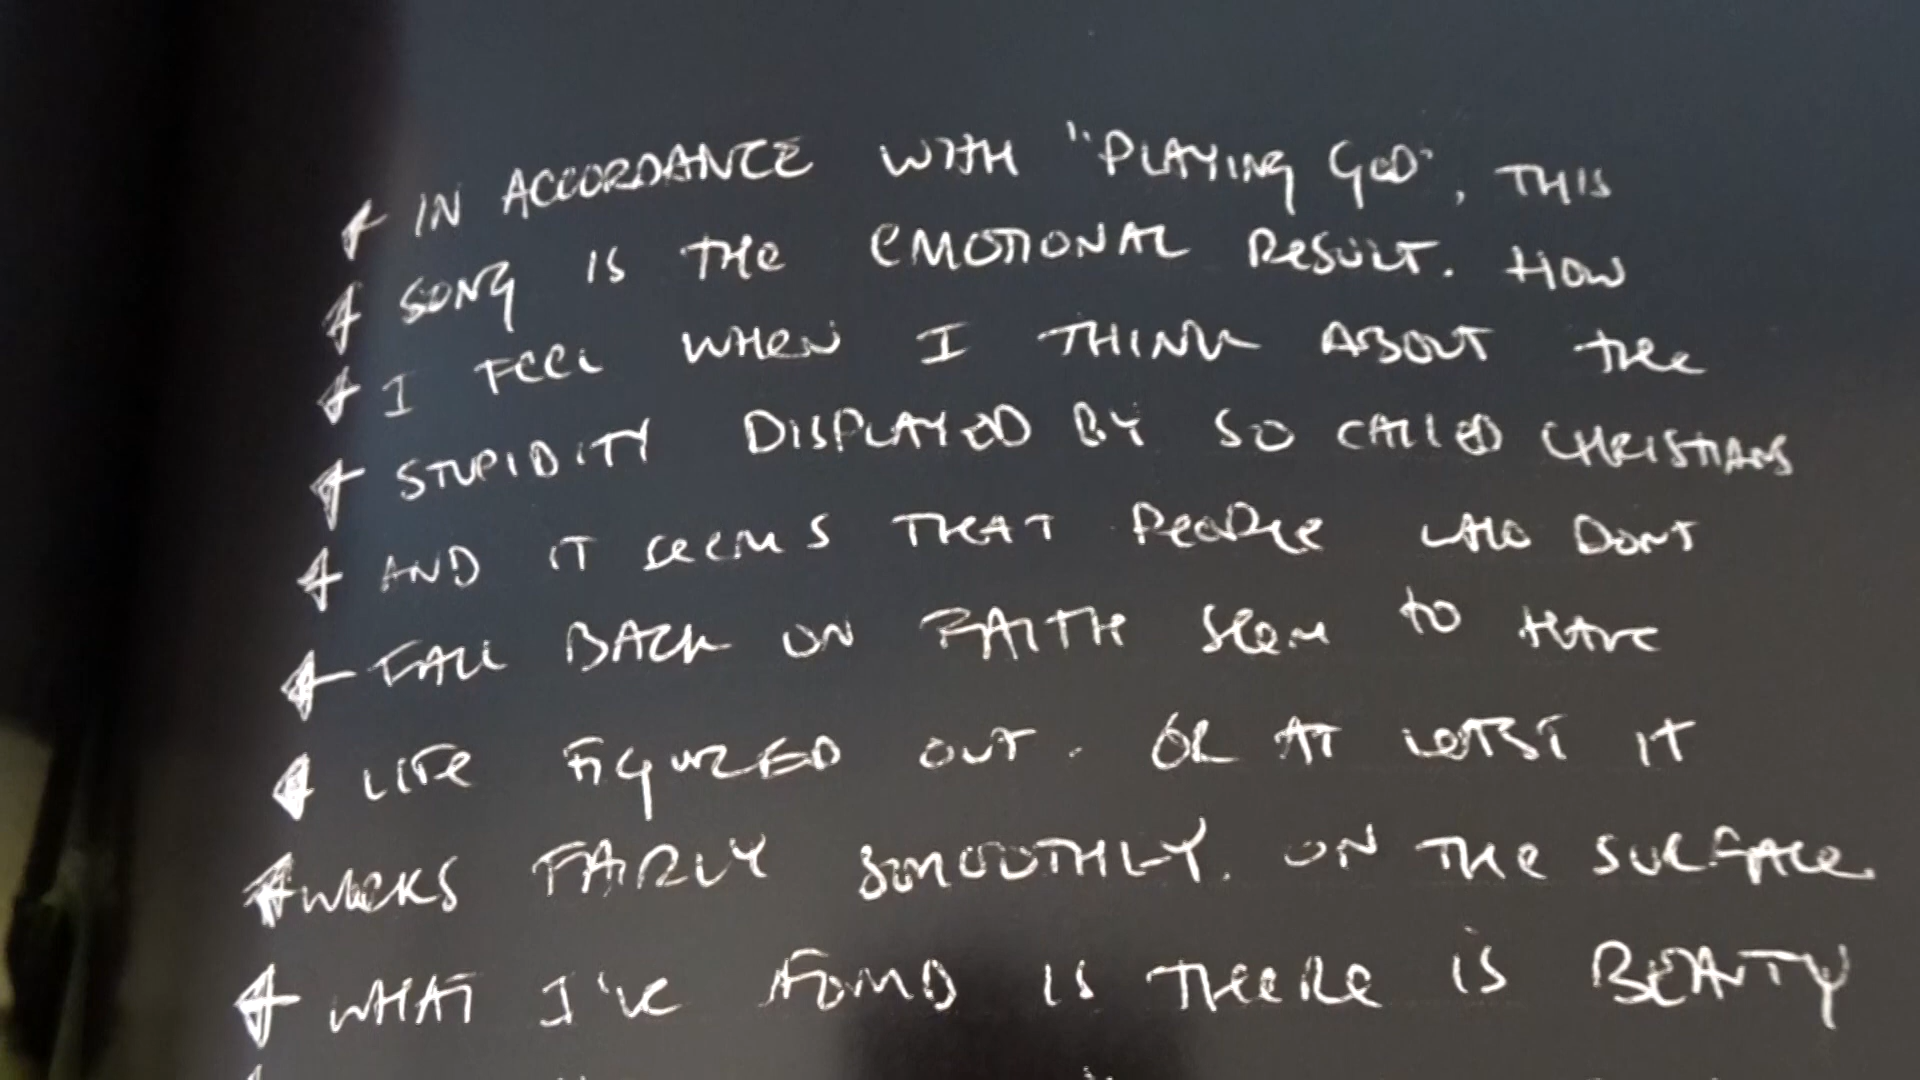 IN ACCORDANCE WITH "PLAYING GOD", THIS
SONG IS THE EMOTIONAL RESULT. HOW
I FEEL WHEN I THINK ABOUT THE
STUPIDITY DISPLAYED BY SO CALLED CHRISTIANS
AND IT SEEMS THAT PEOPLE WHO DONT
FALL BACK ON FAITH SEEM TO HAVE
LIFE FIGURED OUT. OR AT LEAST IT
WORKS FAIRLY SMOOTHLY. ON THE SURFACE.
WHAT I'VE FOUND IS THERE IS BEAUTY